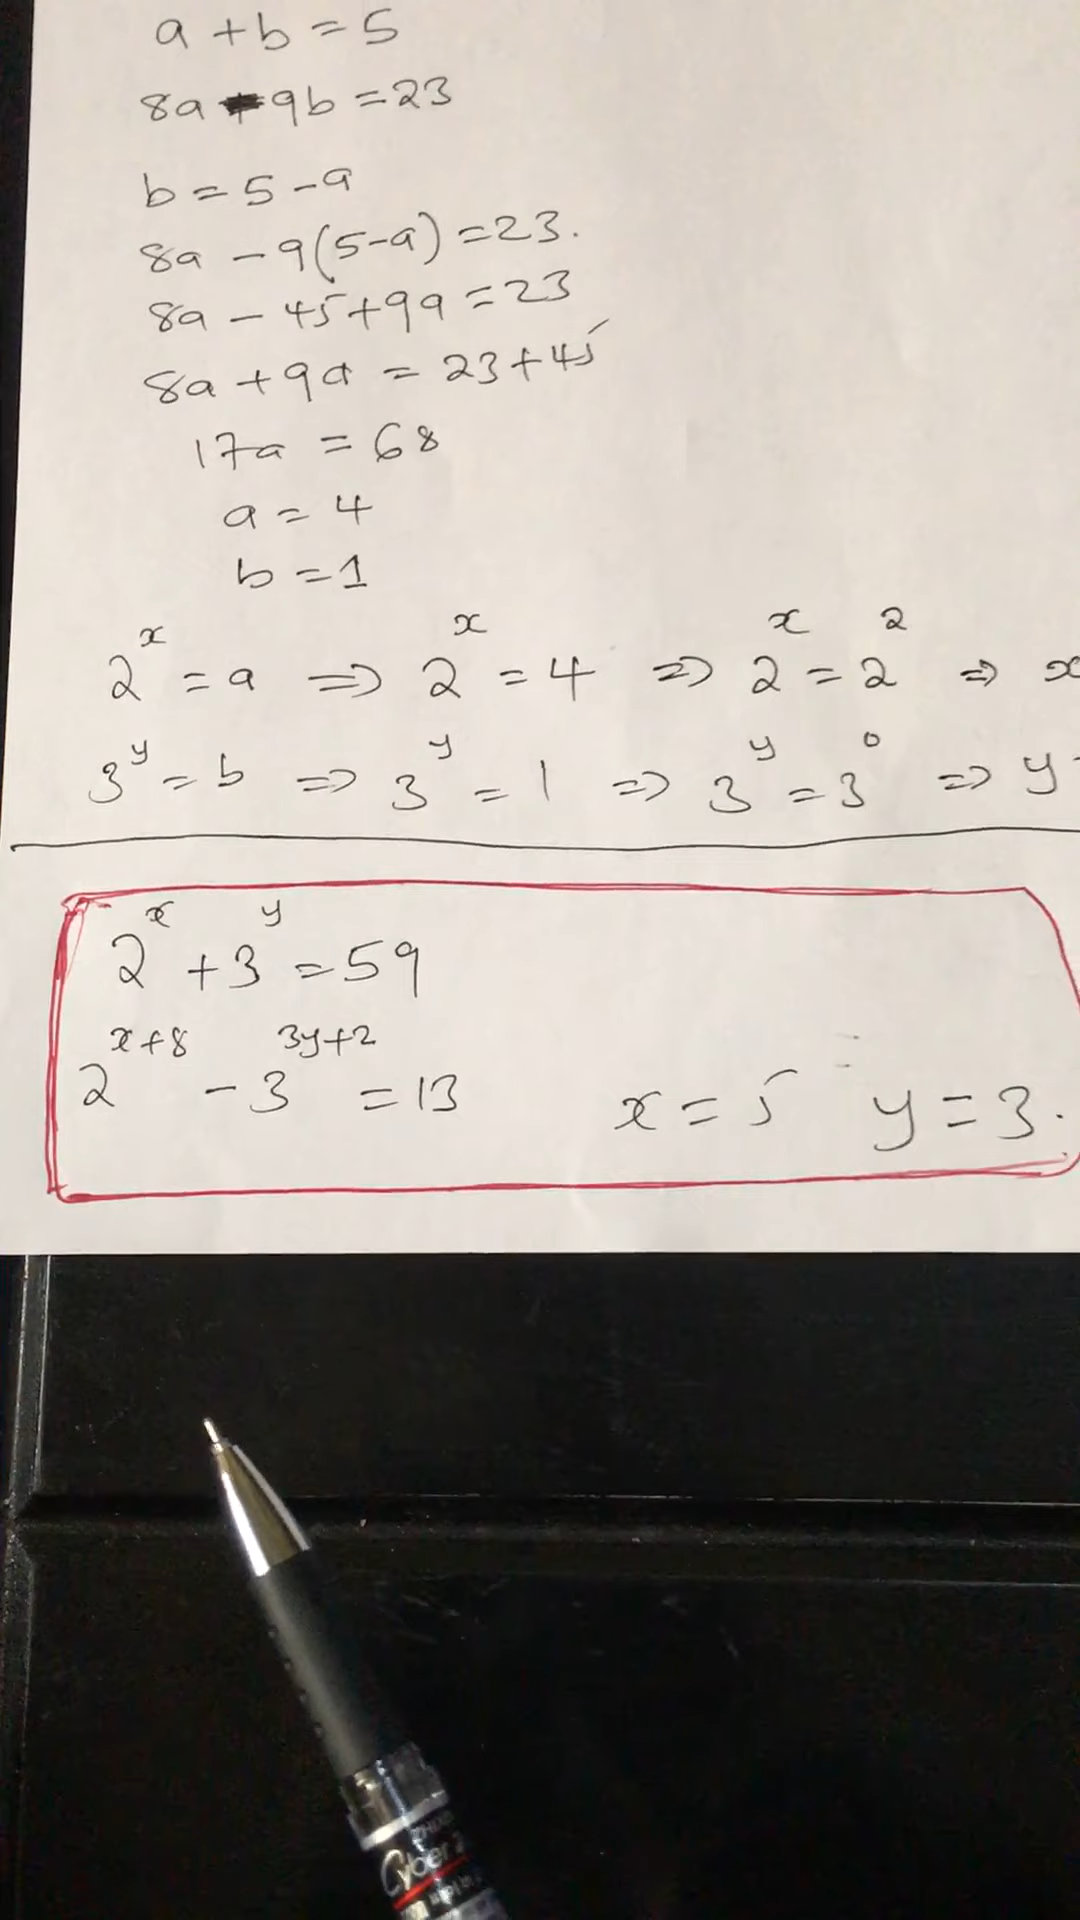 a + b = 5
8a - 9b = 23
b = 5 - a
8a - 9(5-a) = 23.
8a - 45 + 9a = 23
8a + 9a = 23 + 45
17a = 68
a = 4
b = 1
2^x = a ⇒ 2^x = 4 ⇒ 2^x = 2^2 ⇒ x
3^y = b ⇒ 3^y = 1 ⇒ 3^y = 3^0 ⇒ y
2^x + 3^y = 59
2^(x+8) - 3^(3y+2) = 13 x = 5 y = 3.
Cyber